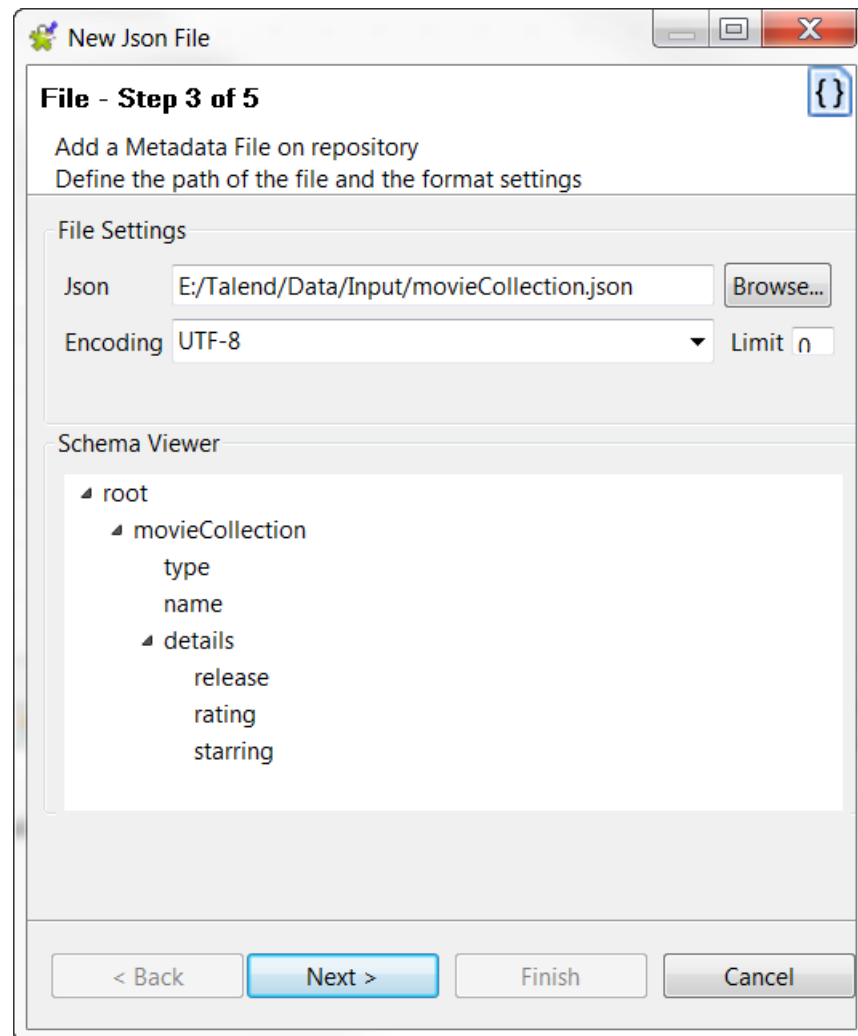 New Json File
File - Step 3 of 5
{}
Add a Metadata File on repository
Define the path of the file and the format settings
File Settings
Json E:/Talend/Data/Input/movieCollection.json Browse...
Encoding UTF-8 Limit 0
Schema Viewer
root
movieCollection
type
name
details
release
rating
starring
< Back Next > Finish Cancel